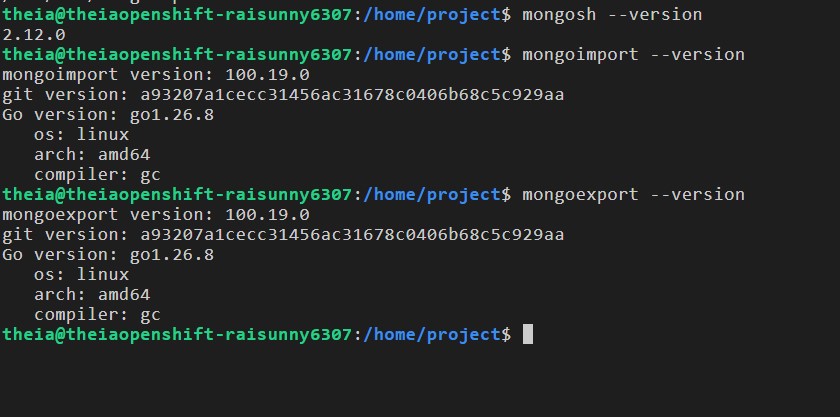 theia@theiaopenshift-raisunny6307:/home/project$ mongosh --version
2.12.0
theia@theiaopenshift-raisunny6307:/home/project$ mongoimport --version
mongoimport version: 100.19.0
git version: a93207a1cecc31456ac31678c0406b68c5c929aa
Go version: go1.26.8
   os: linux
   arch: amd64
   compiler: gc
theia@theiaopenshift-raisunny6307:/home/project$ mongoexport --version
mongoexport version: 100.19.0
git version: a93207a1cecc31456ac31678c0406b68c5c929aa
Go version: go1.26.8
   os: linux
   arch: amd64
   compiler: gc
theia@theiaopenshift-raisunny6307:/home/project$